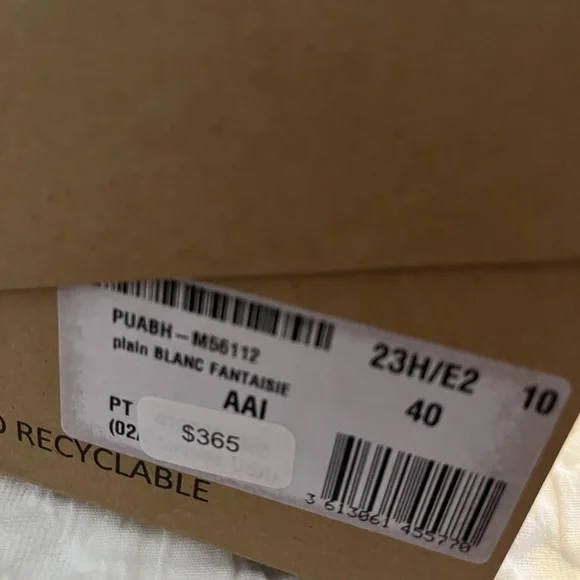 PUABH-M56112
plain BLANC FANTAISIE
AAI
23H/E2
40
10
PT
(02/
$365
3 613061 455770
RECYCLABLE